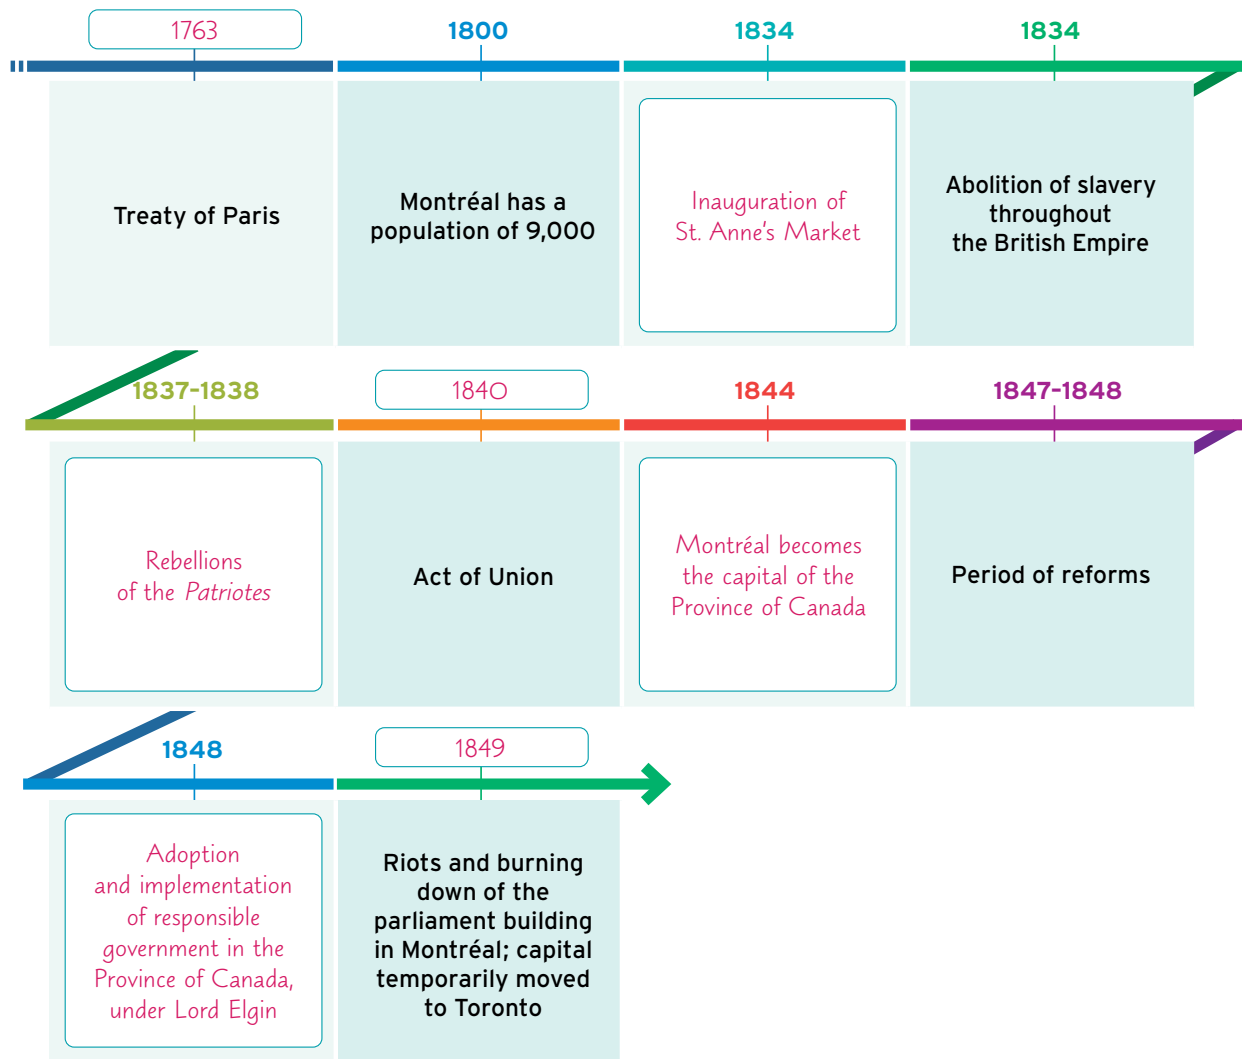 1763
Treaty of Paris
1800
Montréal has a
population of 9,000
1834
Inauguration of
St. Anne's Market
1834
Abolition of slavery
throughout
the British Empire
1837-1838
Rebellions
of the Patriotes
1840
Act of Union
1844
Montréal becomes
the capital of the
Province of Canada
1847-1848
Period of reforms
1848
Adoption
and implementation
of responsible
government in the
Province of Canada,
under Lord Elgin
1849
Riots and burning
down of the
parliament building
in Montréal; capital
temporarily moved
to Toronto